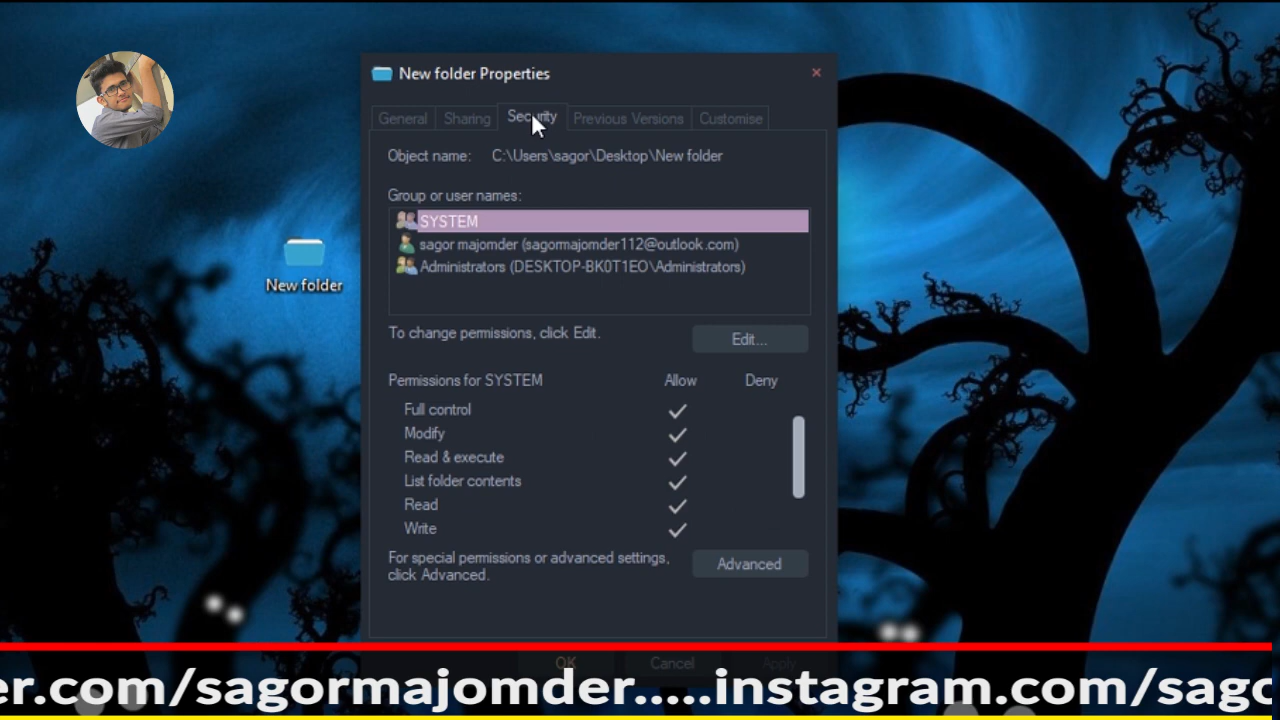 New folder Properties
General Sharing Security Previous Versions Customise
Object name: C:\Users\sagor\Desktop\New folder
Group or user names:
SYSTEM
sagor majomder (sagormajomder112@outlook.com)
Administrators (DESKTOP-BK0T1EO\Administrators)
New folder
To change permissions, click Edit.
Edit...
Permissions for SYSTEM Allow Deny
Full control
Modify
Read & execute
List folder contents
Read
Write
For special permissions or advanced settings,
click Advanced.
Advanced
OK Cancel Apply
er.com/sagormajomder.....instagram.com/sago